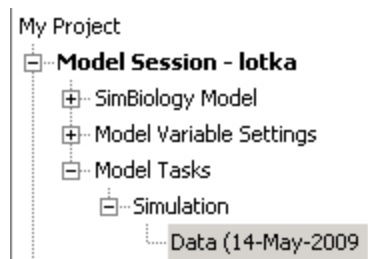 My Project
Model Session - lotka
SimBiology Model
Model Variable Settings
Model Tasks
Simulation
Data (14-May-2009